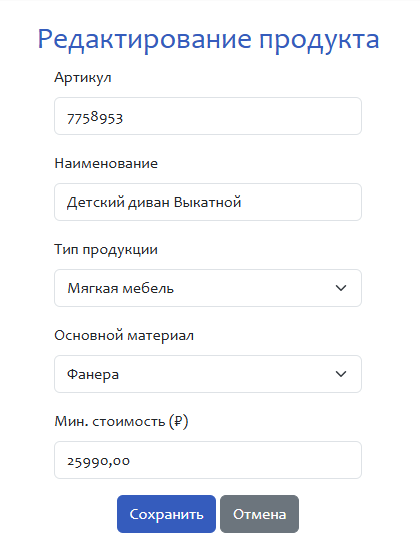 Редактирование продукта
Артикул
7758953
Наименование
Детский диван Выкатной
Тип продукции
Мягкая мебель
Основной материал
Фанера
Мин. стоимость (₽)
25990,00
Сохранить Отмена